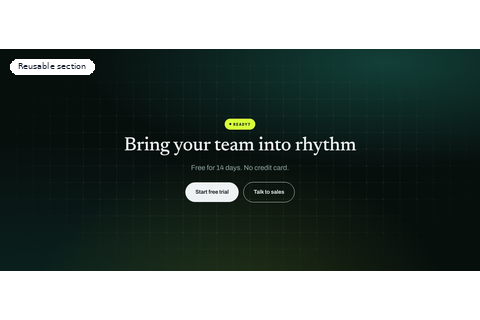 Reusable section
READY?
Bring your team into rhythm
Free for 14 days. No credit card.
Start free trial
Talk to sales